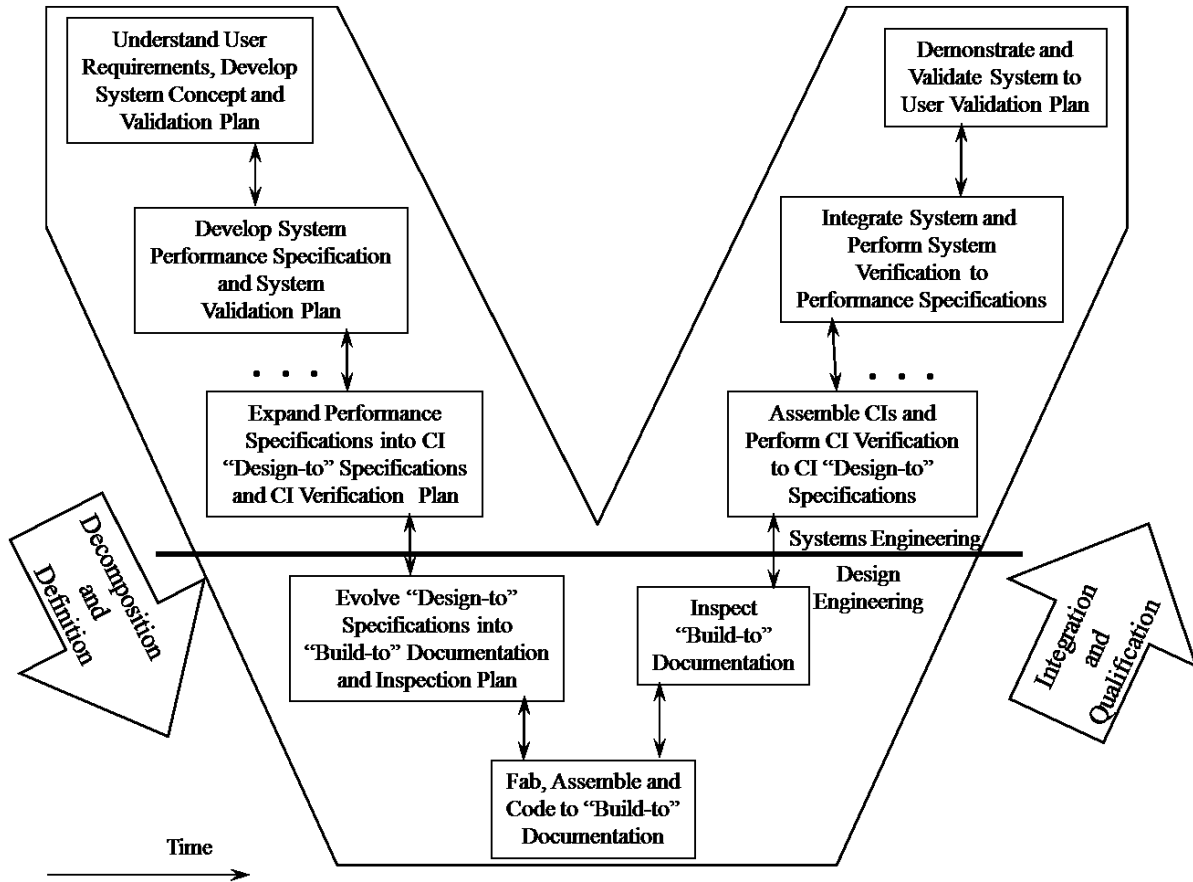 Understand User
Requirements, Develop
System Concept and
Validation Plan
Develop System
Performance Specification
and System
Validation Plan
. . .
Expand Performance
Specifications into CI
“Design-to” Specifications
and CI Verification Plan
Evolve “Design-to”
Specifications into
“Build-to” Documentation
and Inspection Plan
Fab, Assemble and
Code to “Build-to”
Documentation
Inspect
“Build-to”
Documentation
Assemble CIs and
Perform CI Verification
to CI “Design-to”
Specifications
. . .
Integrate System and
Perform System
Verification to
Performance Specifications
Demonstrate and
Validate System to
User Validation Plan
Systems Engineering
Design
Engineering
Decomposition
and
Definition
Integration
and
Qualification
Time